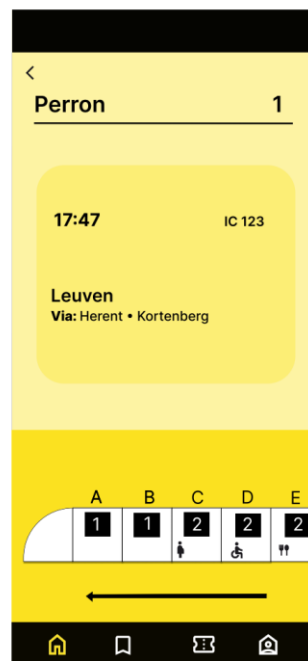 Perron 1
17:47 IC 123
Leuven
Via: Herent • Kortenberg
A B C D E
1 1 2 2 2